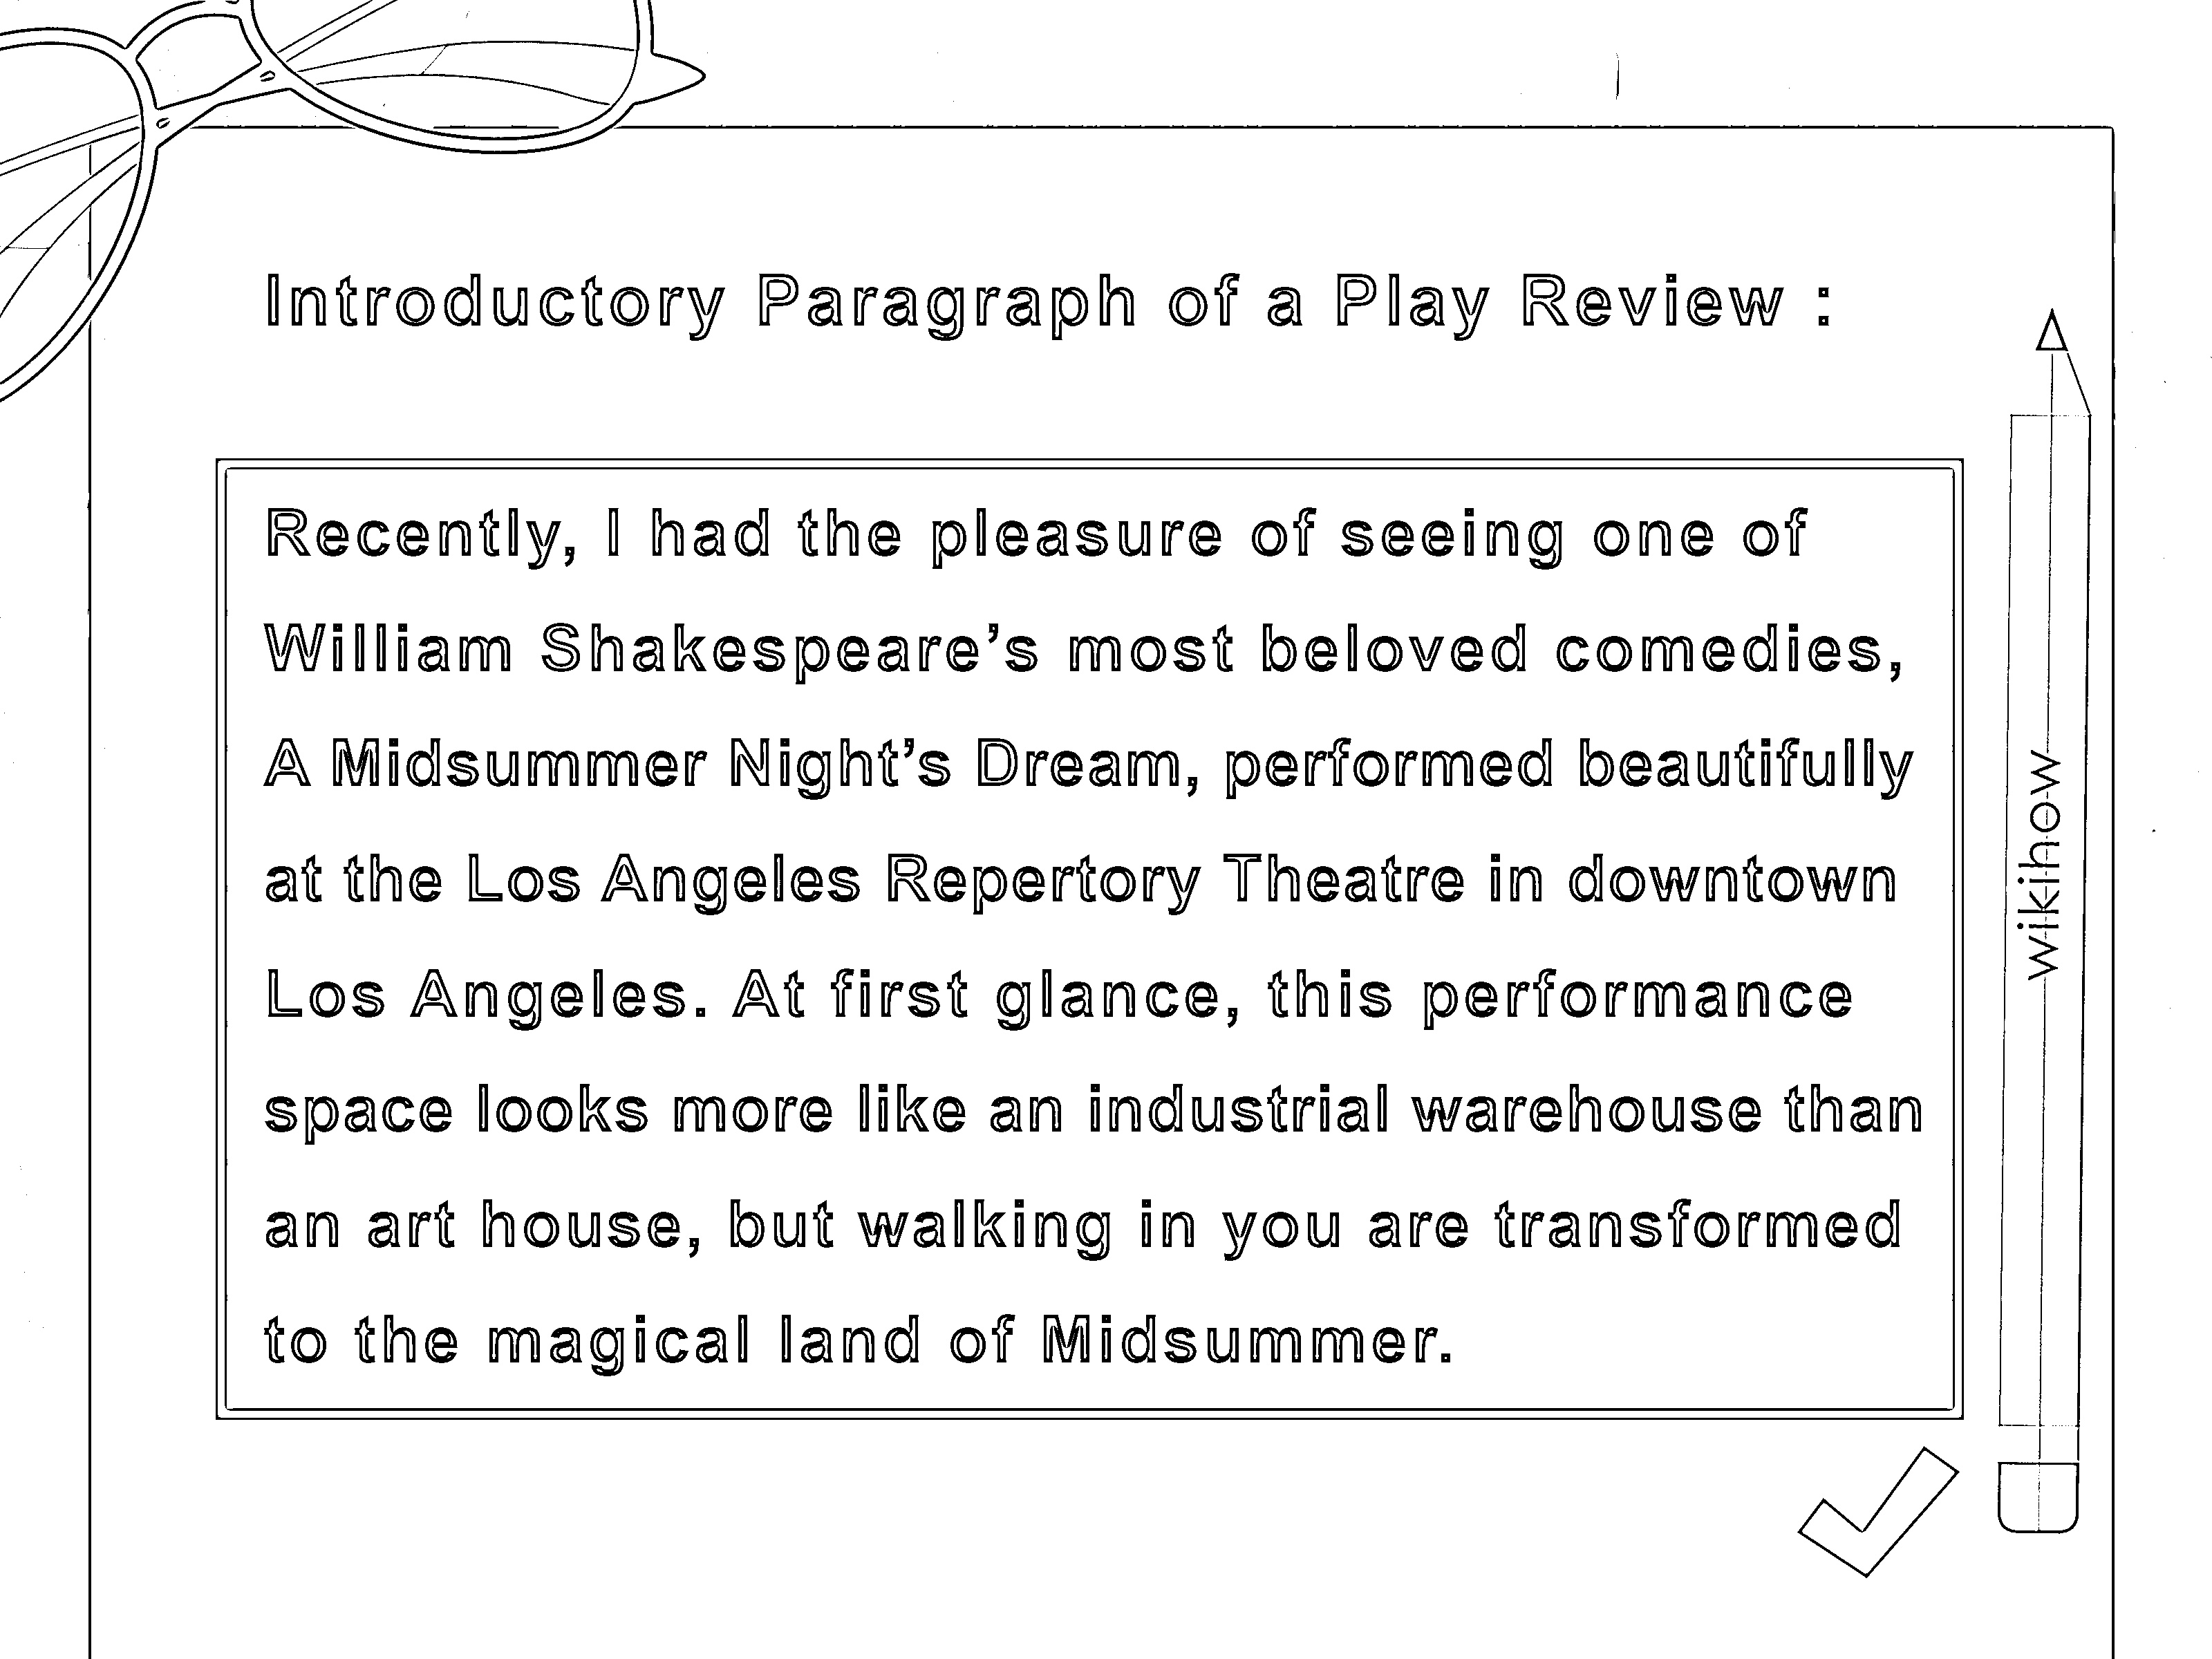 Introductory Paragraph of a Play Review :
Recently, I had the pleasure of seeing one of
William Shakespeare’s most beloved comedies,
A Midsummer Night’s Dream, performed beautifully
at the Los Angeles Repertory Theatre in downtown
Los Angeles. At first glance, this performance
space looks more like an industrial warehouse than
an art house, but walking in you are transformed
to the magical land of Midsummer.
wikihow